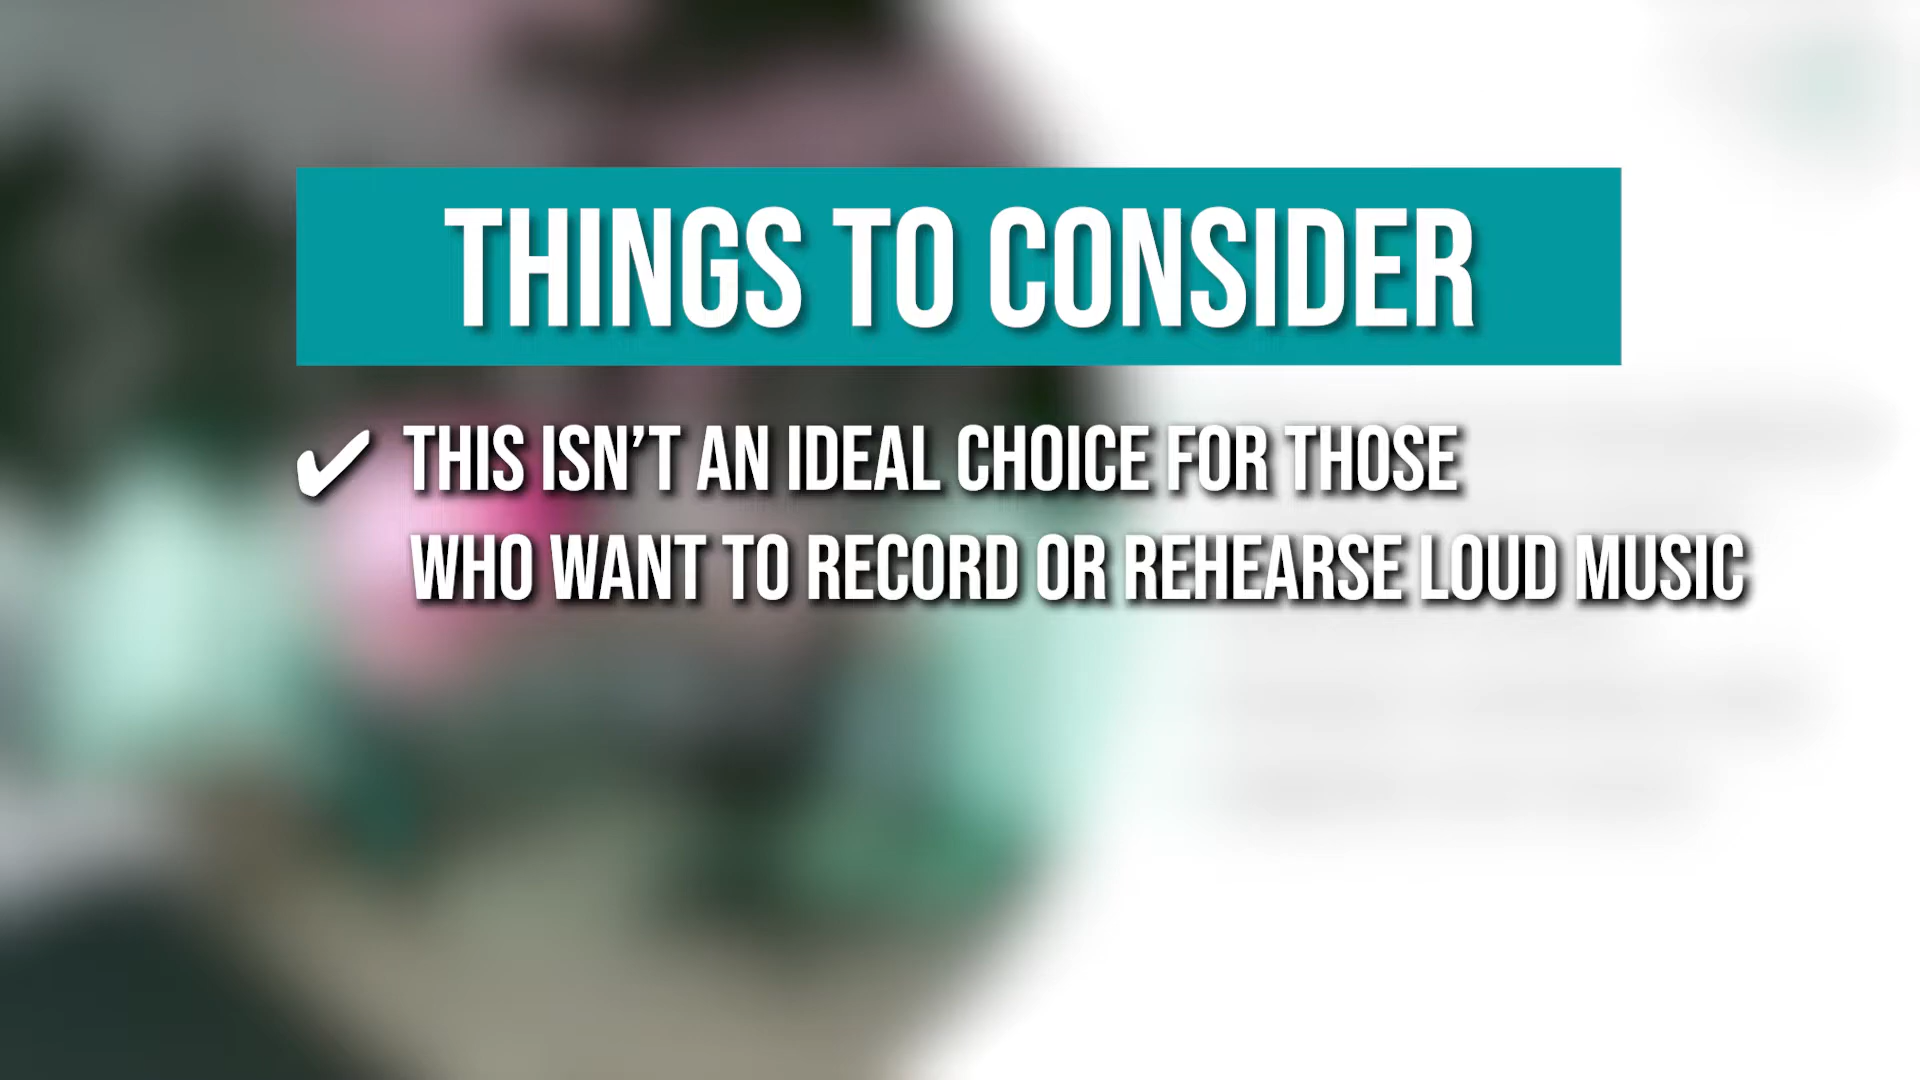 THINGS TO CONSIDER
✔ THIS ISN’T AN IDEAL CHOICE FOR THOSE
WHO WANT TO RECORD OR REHEARSE LOUD MUSIC